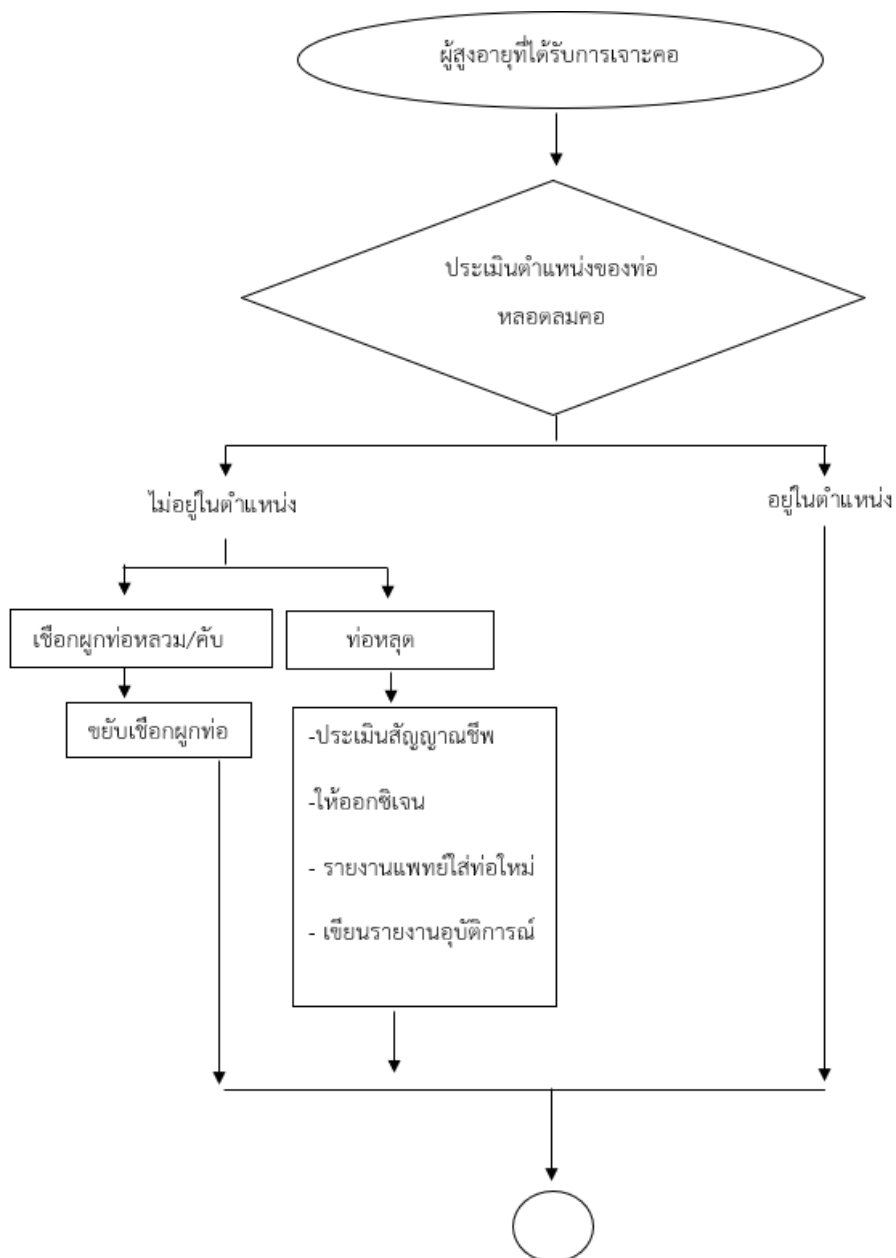 ผู้สูงอายุที่ได้รับการเจาะคอ
ประเมินตำแหน่งของท่อ
หลอดลมคอ
ไม่อยู่ในตำแหน่ง
อยู่ในตำแหน่ง
เชือกผูกท่อหลวม/คับ
ท่อหลุด
ขยับเชือกผูกท่อ
-ประเมินสัญญาณชีพ
-ให้ออกซิเจน
- รายงานแพทย์ใส่ท่อใหม่
- เขียนรายงานอุบัติการณ์